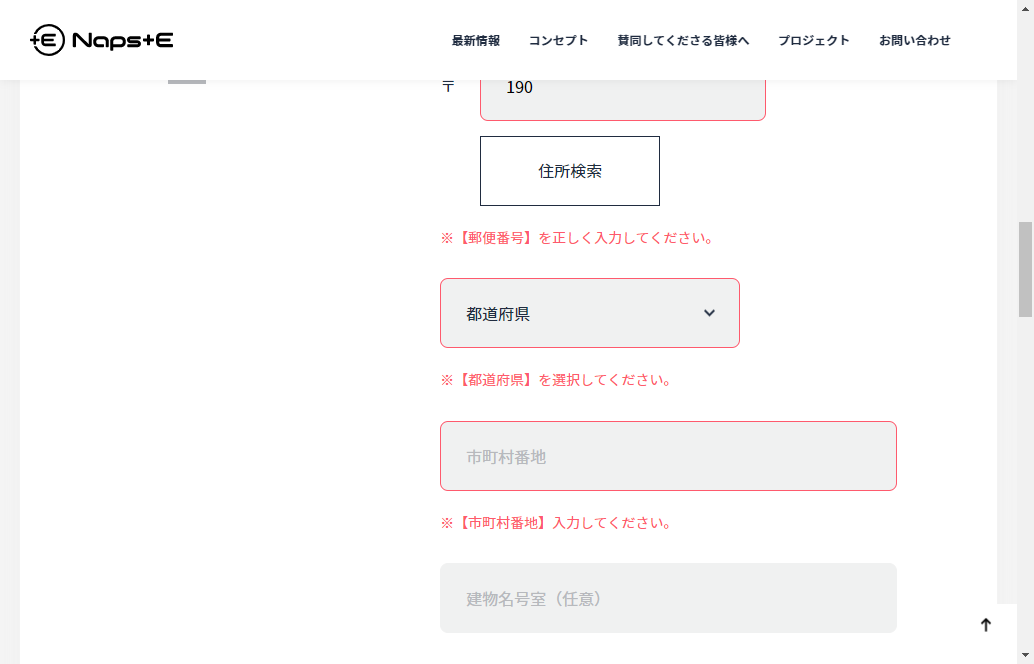 Naps+E
最新情報 コンセプト 賛同してくださる皆様へ プロジェクト お問い合わせ
〒 190
住所検索
※【郵便番号】を正しく入力してください。
都道府県
※【都道府県】を選択してください。
市町村番地
※【市町村番地】入力してください。
建物名号室（任意）